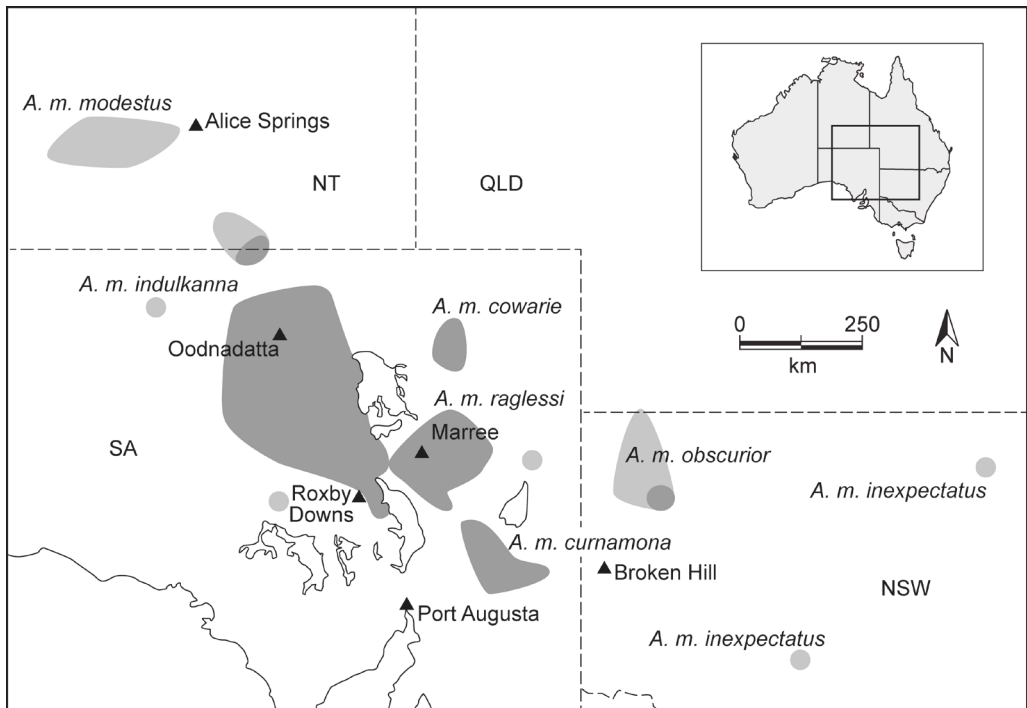 A. m. modestus
Alice Springs
NT
QLD
A. m. indulkanna
A. m. cowarie
Oodnadatta
0
250
km
N
A. m. raglessi
Marree
SA
A. m. obscurior
A. m. inexpectatus
Roxby
Downs
A. m. curnamona
Broken Hill
NSW
Port Augusta
A. m. inexpectatus